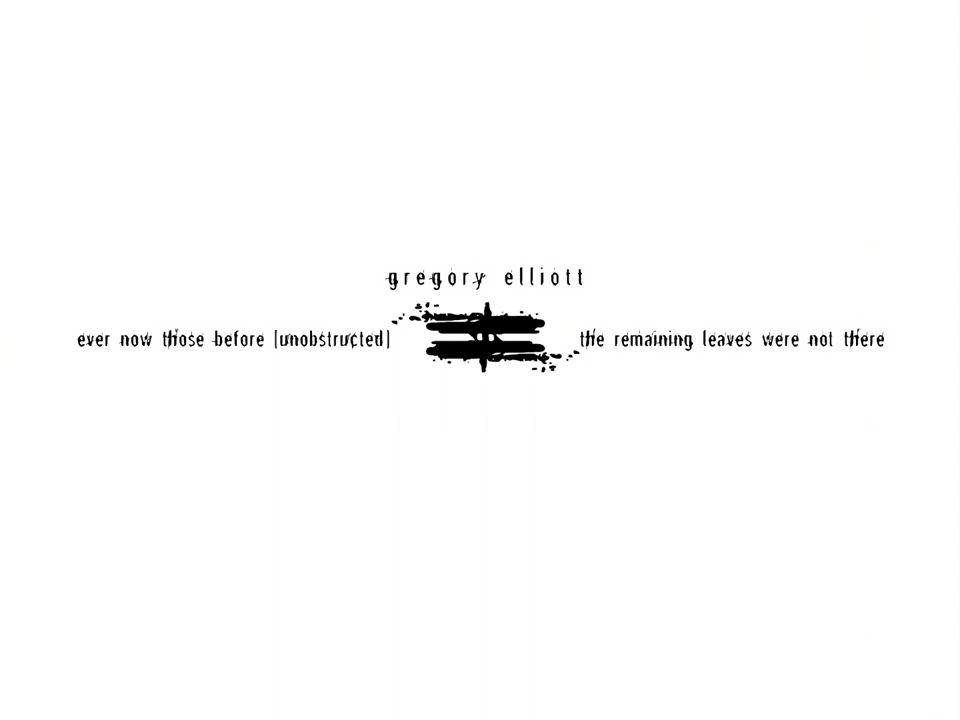 gregory elliott
ever now those before [unobstructed] the remaining leaves were not there